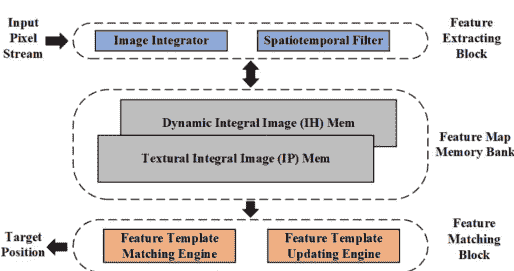 Input
Pixel
Stream
Image Integrator
Spatiotemporal Filter
Feature
Extracting
Block
Dynamic Integral Image (IH) Mem
Textural Integral Image (IP) Mem
Feature Map
Memory Bank
Target
Position
Feature Template
Matching Engine
Feature Template
Updating Engine
Feature
Matching
Block